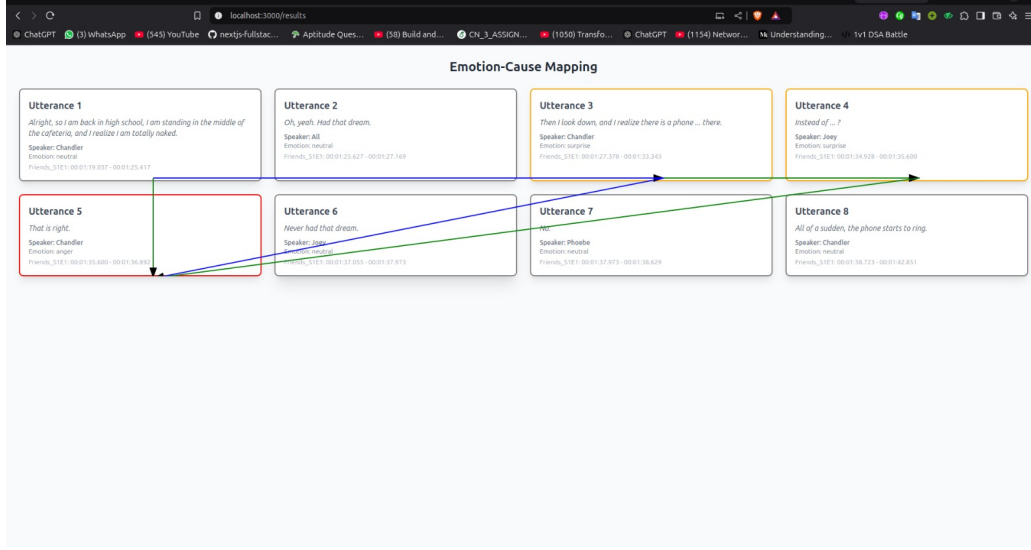 localhost:3000/results
ChatGPT (3) WhatsApp (545) YouTube nextjs-fullstac... Aptitude Ques... (58) Build and... CN_3_ASSIGN... (1050) Transfo... ChatGPT (1154) Networ... Understanding... 1v1 DSA Battle
Emotion-Cause Mapping
Utterance 1
Alright, so I am back in high school, I am standing in the middle of
the cafeteria, and I realize I am totally naked.
Speaker: Chandler
Emotion: neutral
Friends_S1E1: 00:01:19.037 - 00:01:25.417
Utterance 2
Oh, yeah. Had that dream.
Speaker: All
Emotion: neutral
Friends_S1E1: 00:01:25.627 - 00:01:27.169
Utterance 3
Then I look down, and I realize there is a phone ... there.
Speaker: Chandler
Emotion: surprise
Friends_S1E1: 00:01:27.378 - 00:01:33.343
Utterance 4
Instead of ... ?
Speaker: Joey
Emotion: surprise
Friends_S1E1: 00:01:34.928 - 00:01:35.600
Utterance 5
That is right.
Speaker: Chandler
Emotion: anger
Friends_S1E1: 00:01:35.680 - 00:01:36.892
Utterance 6
Never had that dream.
Speaker: Joey
Emotion: neutral
Friends_S1E1: 00:01:37.055 - 00:01:37.973
Utterance 7
No.
Speaker: Phoebe
Emotion: neutral
Friends_S1E1: 00:01:37.973 - 00:01:38.629
Utterance 8
All of a sudden, the phone starts to ring.
Speaker: Chandler
Emotion: neutral
Friends_S1E1: 00:01:38.723 - 00:01:42.851